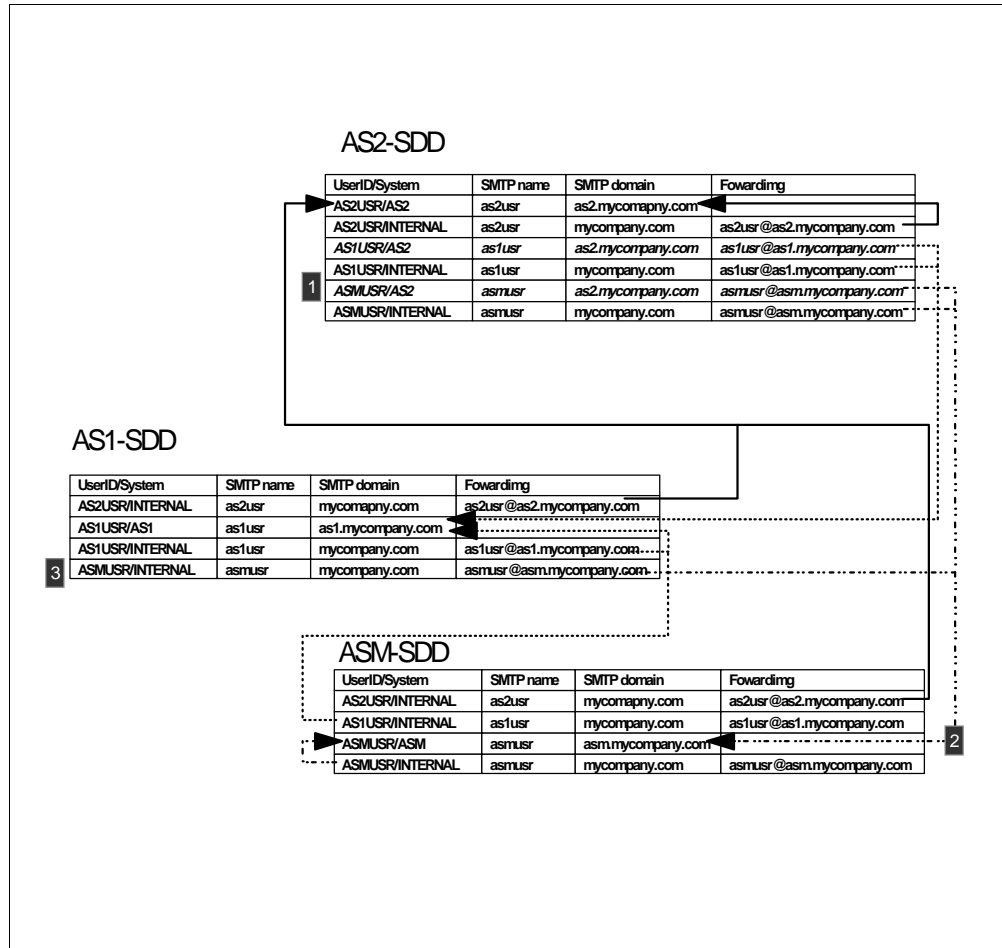 AS2-SDD
UserID/System SMTP name SMTP domain Fowardimg
AS2USR/AS2 as2usr as2.mycomapny.com
AS2USR/INTERNAL as2usr mycompany.com as2usr@as2.mycompany.com
AS1USR/AS2 as1usr as2.mycompany.com as1usr@as1.mycompany.com
AS1USR/INTERNAL as1usr mycompany.com as1usr@as1.mycompany.com
1 ASMUSR/AS2 asmusr as2.mycompany.com asmusr@asm.mycompany.com
ASMUSR/INTERNAL asmusr mycompany.com asmusr@asm.mycompany.com
AS1-SDD
UserID/System SMTP name SMTP domain Fowardimg
AS2USR/INTERNAL as2usr mycomapny.com as2usr@as2.mycompany.com
AS1USR/AS1 as1usr as1.mycompany.com
AS1USR/INTERNAL as1usr mycompany.com as1usr@as1.mycompany.com
3 ASMUSR/INTERNAL asmusr mycompany.com asmusr@asm.mycompany.com
ASM-SDD
UserID/System SMTP name SMTP domain Fowardimg
AS2USR/INTERNAL as2usr mycomapny.com as2usr@as2.mycompany.com
AS1USR/INTERNAL as1usr mycompany.com as1usr@as1.mycompany.com
ASMUSR/ASM asmusr asm.mycompany.com 2
ASMUSR/INTERNAL asmusr mycompany.com asmusr@asm.mycompany.com